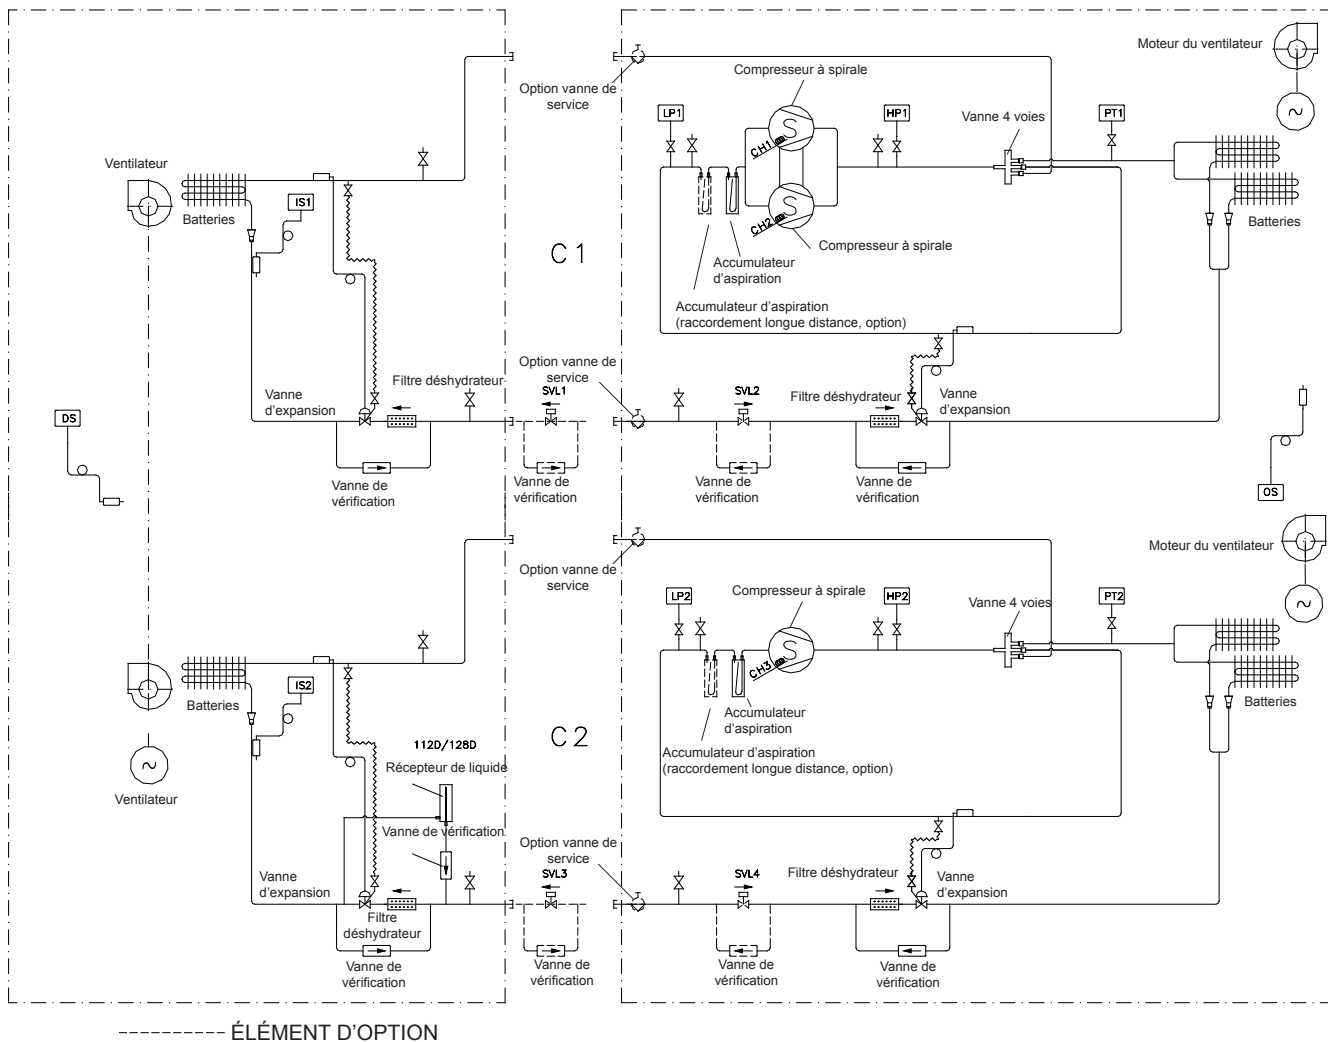 Moteur du ventilateur
Compresseur à spirale
Option vanne de
service
LP1
HP1
Vanne 4 voies
PT1
CH1
Ventilateur
IS1
Batteries
CH2
Compresseur à spirale
Batteries
C1
Accumulateur
d'aspiration
Accumulateur d'aspiration
(raccordement longue distance, option)
Option vanne de
service
Filtre déshydrateur
SVL1
SVL2
Filtre déshydrateur
Vanne
d'expansion
Vanne
d'expansion
DS
OS
Vanne de
vérification
Vanne de
vérification
Vanne de
vérification
Vanne de
vérification
Moteur du ventilateur
Option vanne de
service
Compresseur à spirale
LP2
HP2
Vanne 4 voies
PT2
CH3
IS2
Batteries
Batteries
C2
Accumulateur
d'aspiration
112D/128D
Récepteur de liquide
Accumulateur d'aspiration
(raccordement longue distance, option)
Ventilateur
Vanne de vérification
Option vanne de
service
SVL3
SVL4
Filtre déshydrateur
Vanne
d'expansion
Vanne
d'expansion
Filtre
déshydrateur
Vanne de
vérification
Vanne de
vérification
Vanne de
vérification
Vanne de
vérification
ÉLÉMENT D'OPTION